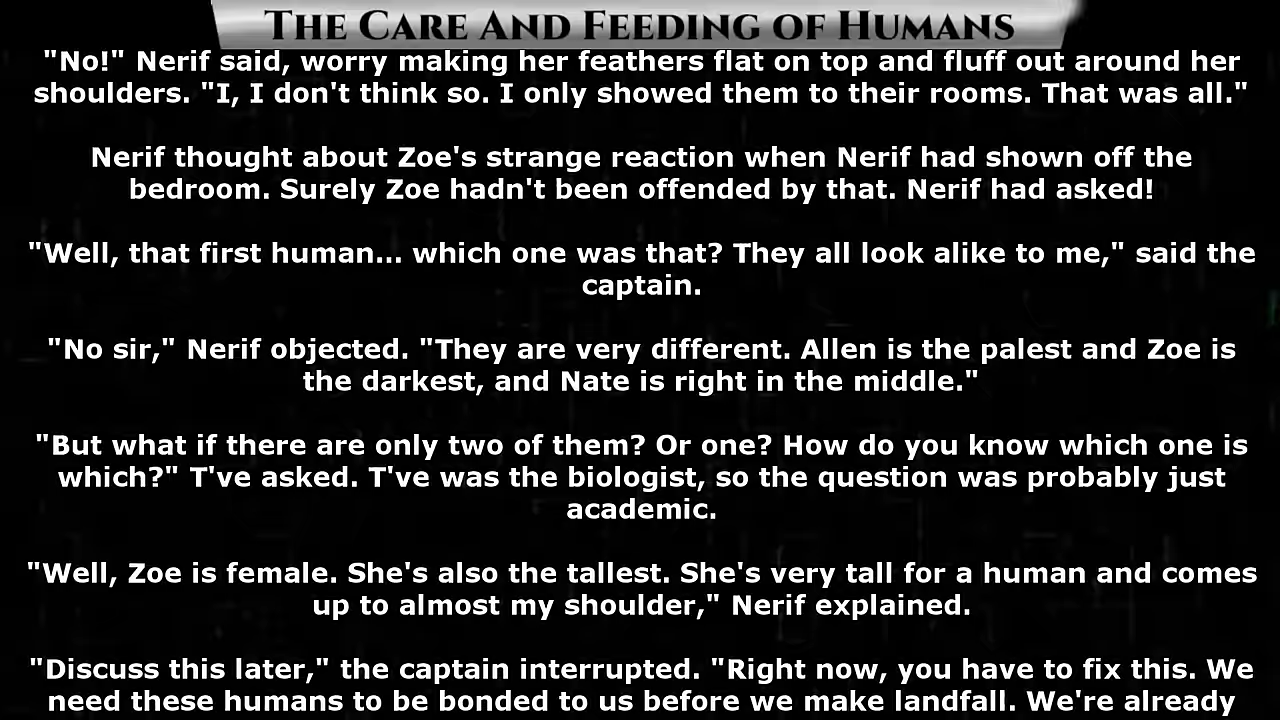 The Care And Feeding of Humans
"No!" Nerif said, worry making her feathers flat on top and fluff out around her
shoulders. "I, I don't think so. I only showed them to their rooms. That was all."
Nerif thought about Zoe's strange reaction when Nerif had shown off the
bedroom. Surely Zoe hadn't been offended by that. Nerif had asked!
"Well, that first human... which one was that? They all look alike to me," said the
captain.
"No sir," Nerif objected. "They are very different. Allen is the palest and Zoe is
the darkest, and Nate is right in the middle."
"But what if there are only two of them? Or one? How do you know which one is
which?" T've asked. T've was the biologist, so the question was probably just
academic.
"Well, Zoe is female. She's also the tallest. She's very tall for a human and comes
up to almost my shoulder," Nerif explained.
"Discuss this later," the captain interrupted. "Right now, you have to fix this. We
need these humans to be bonded to us before we make landfall. We're already